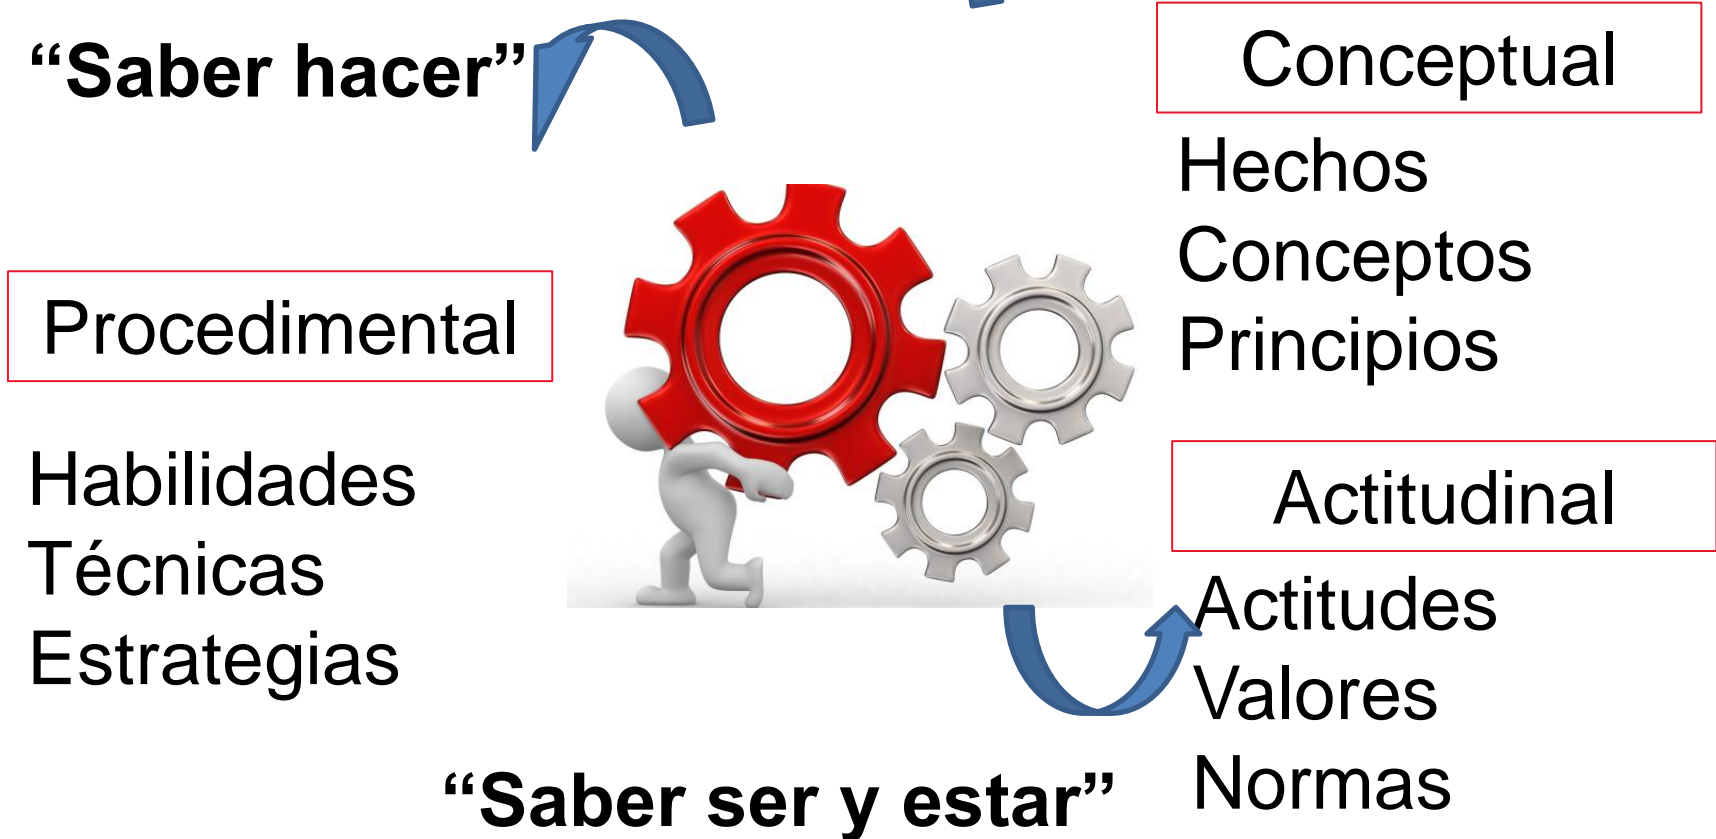 “Saber hacer”
Procedimental
Habilidades
Técnicas
Estrategias
Conceptual
Hechos
Conceptos
Principios
Actitudinal
Actitudes
Valores
Normas
“Saber ser y estar”